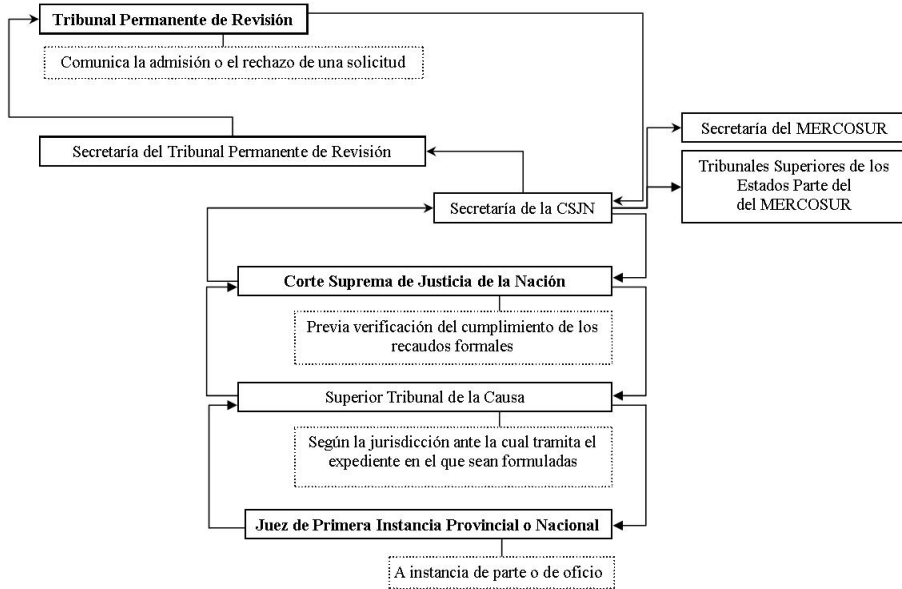 Tribunal Permanente de Revisión
Comunica la admisión o el rechazo de una solicitud
Secretaría del MERCOSUR
Secretaría del Tribunal Permanente de Revisión
Tribunales Superiores de los
Estados Parte del
del MERCOSUR
Secretaría de la CSJN
Corte Suprema de Justicia de la Nación
Previa verificación del cumplimiento de los
recaudos formales
Superior Tribunal de la Causa
Según la jurisdicción ante la cual tramita el
expediente en el que sean formuladas
Juez de Primera Instancia Provincial o Nacional
A instancia de parte o de oficio